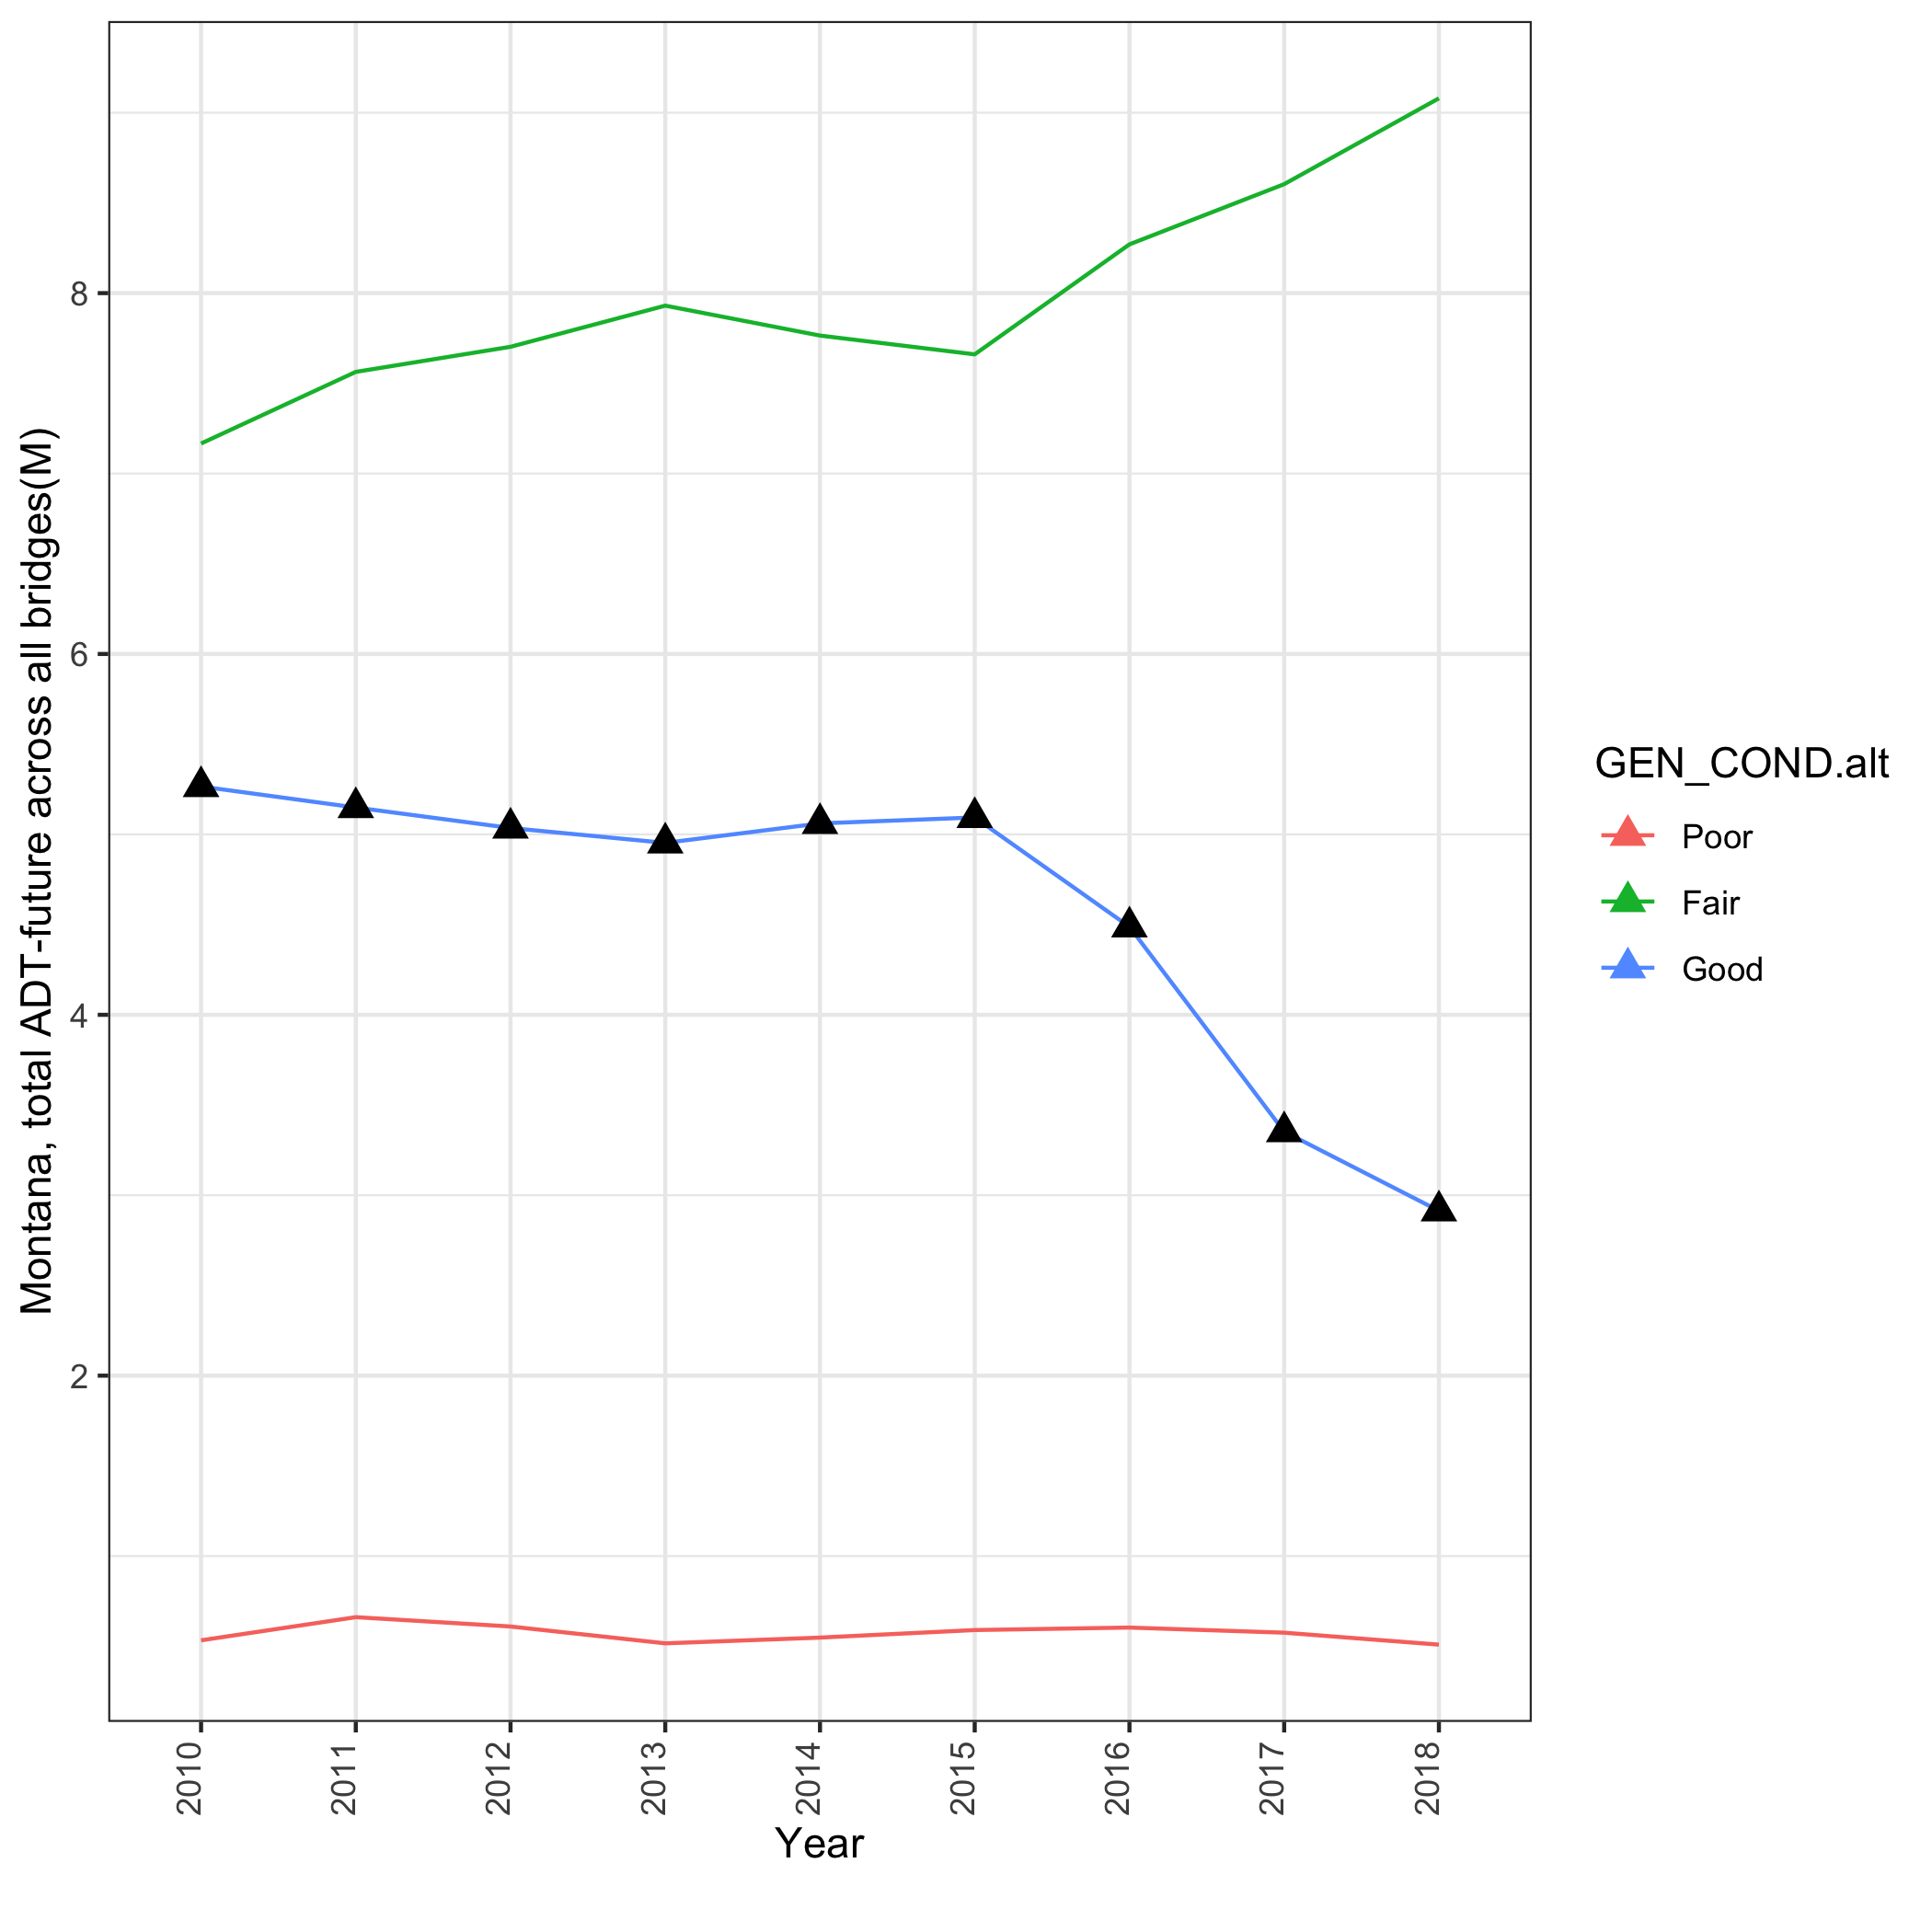 Montana, total ADT-future across all bridges(M)
8
6
4
2
2010
2011
2012
2013
2014
2015
2016
2017
2018
Year
GEN_COND.alt
Poor
Fair
Good